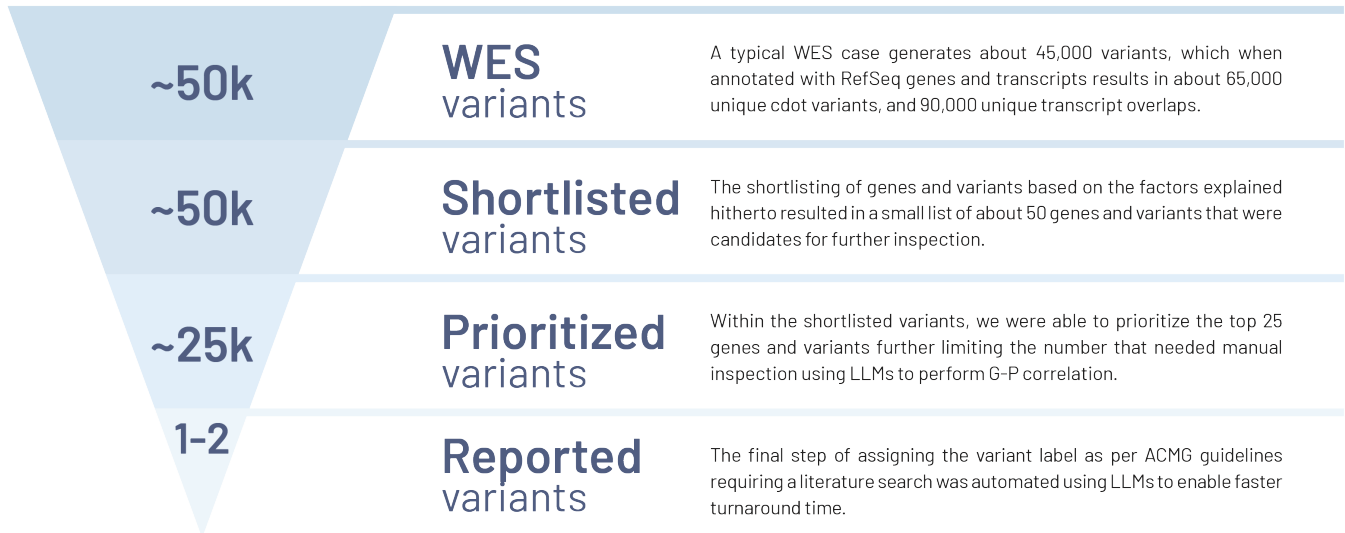 ~50k
WES
variants
A typical WES case generates about 45,000 variants, which when
annotated with RefSeq genes and transcripts results in about 65,000
unique cdot variants, and 90,000 unique transcript overlaps.
~50k
Shortlisted
variants
The shortlisting of genes and variants based on the factors explained
hitherto resulted in a small list of about 50 genes and variants that were
candidates for further inspection.
~25k
Prioritized
variants
Within the shortlisted variants, we were able to prioritize the top 25
genes and variants further limiting the number that needed manual
inspection using LLMs to perform G-P correlation.
1-2
Reported
variants
The final step of assigning the variant label as per ACMG guidelines
requiring a literature search was automated using LLMs to enable faster
turnaround time.